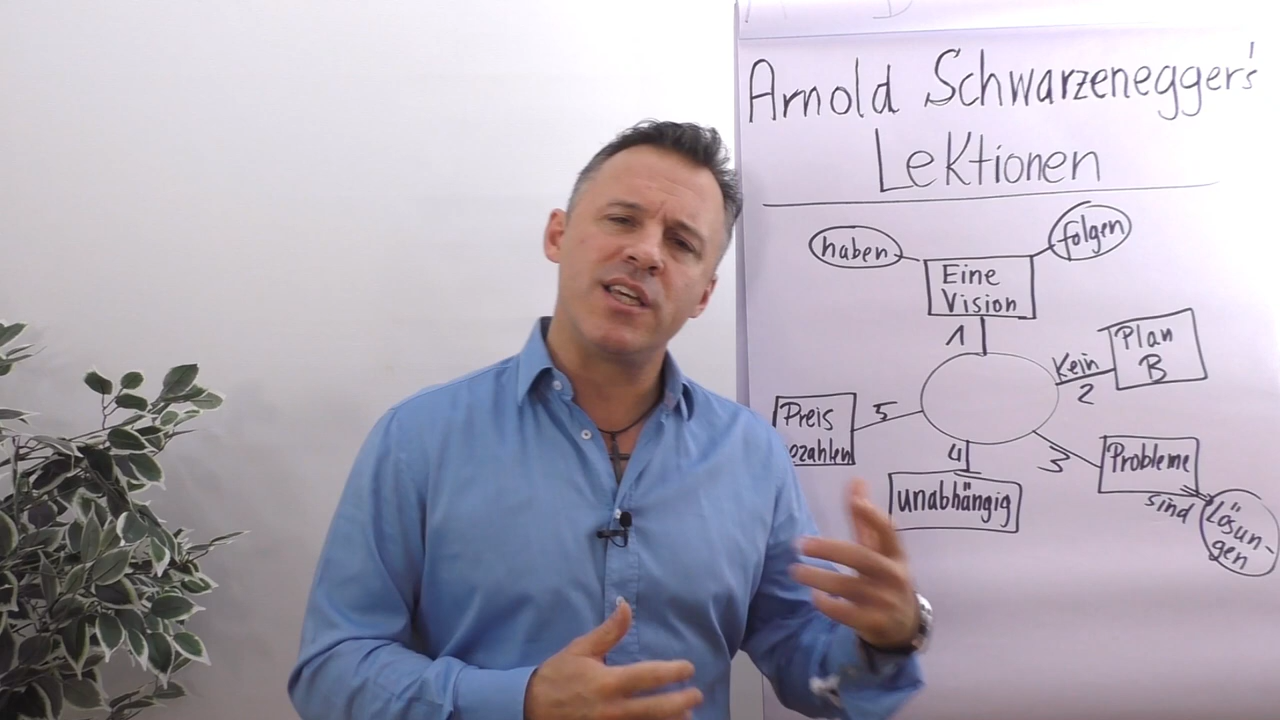 Arnold Schwarzenegger's
Lektionen
haben
folgen
Eine
Vision
1
Kein
2
Plan
B
3
Probleme
sind
Lösun-
gen
4
unabhängig
5
Preis
ozahlen